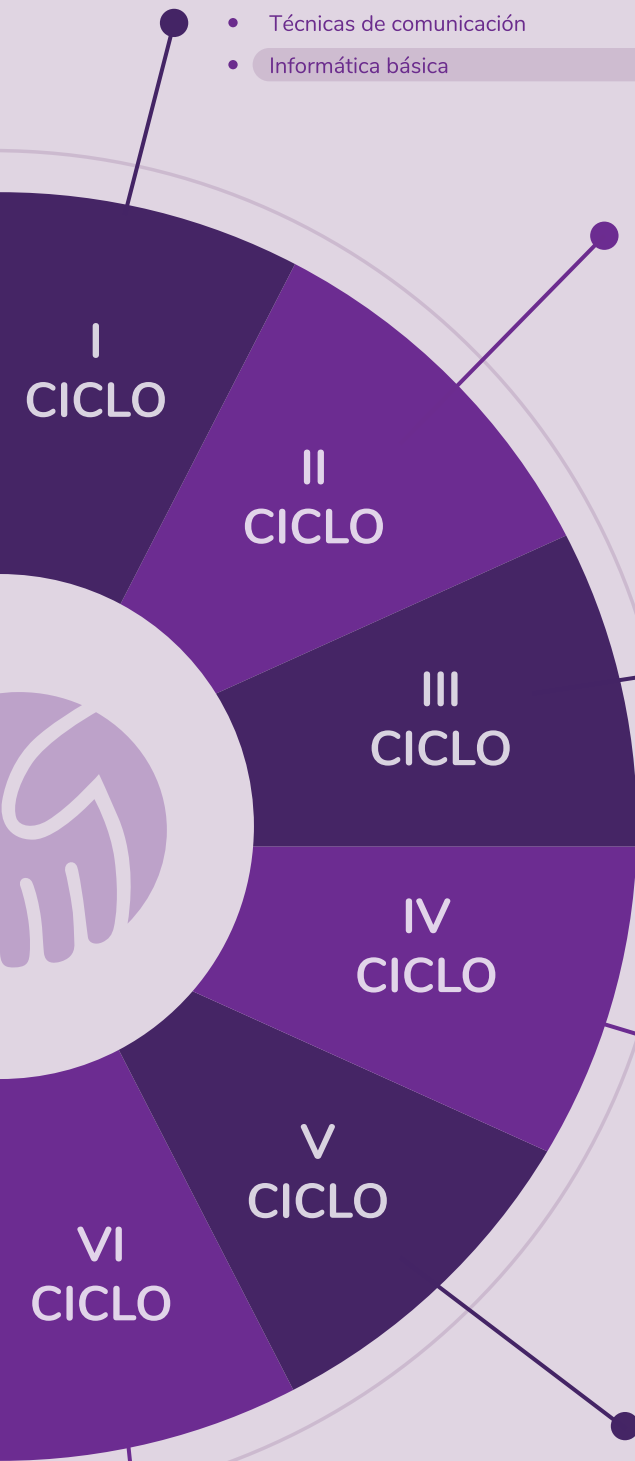 Técnicas de comunicación
Informática básica
I
CICLO
II
CICLO
III
CICLO
IV
CICLO
V
CICLO
VI
CICLO